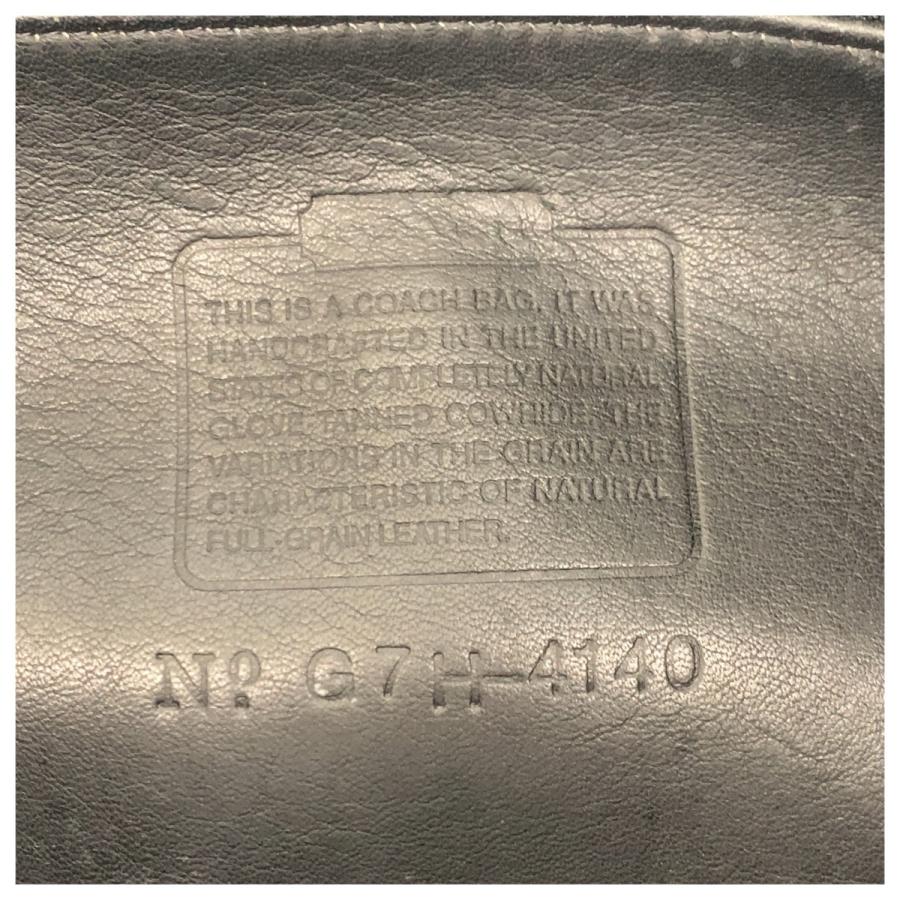 THIS IS A COACH BAG. IT WAS
HANDCRAFTED IN THE UNITED
STATES OF COMPLETELY NATURAL
GLOVE TANNED COWHIDE. THE
VARIATIONS IN THE GRAIN ARE
CHARACTERISTIC OF NATURAL
FULL-GRAIN LEATHER.
Nº G7H-4140